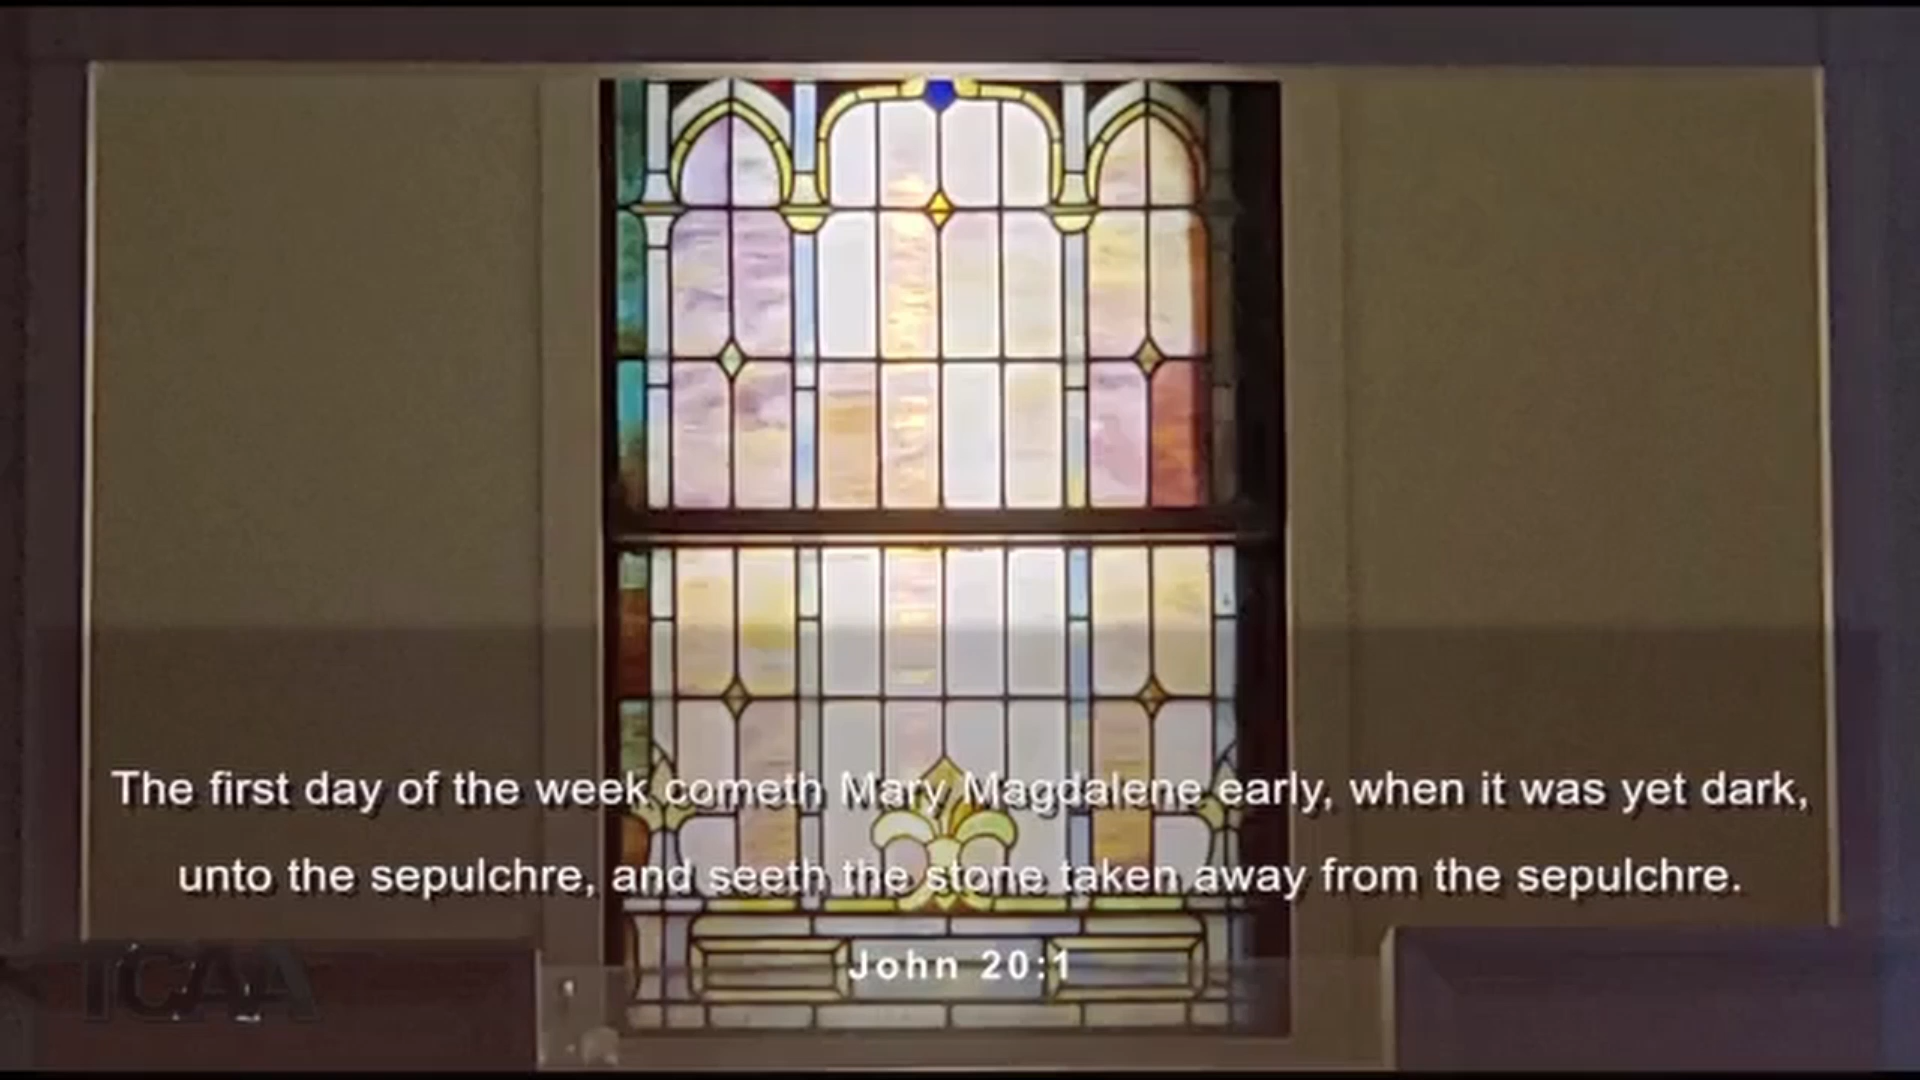 The first day of the week cometh Mary Magdalene early, when it was yet dark,
unto the sepulchre, and seeth the stone taken away from the sepulchre.
John 20:1
TCAA